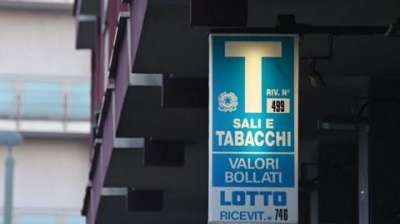 T
RIV. N°
499
SALI E
TABACCHI
VALORI
BOLLATI
LOTTO
RICEVIT. N° 746